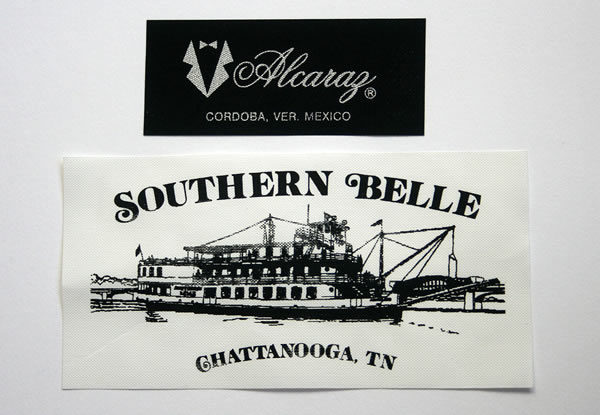 Alcaraz®
CORDOBA, VER. MEXICO
SOUTHERN BELLE
CHATTANOOGA, TN